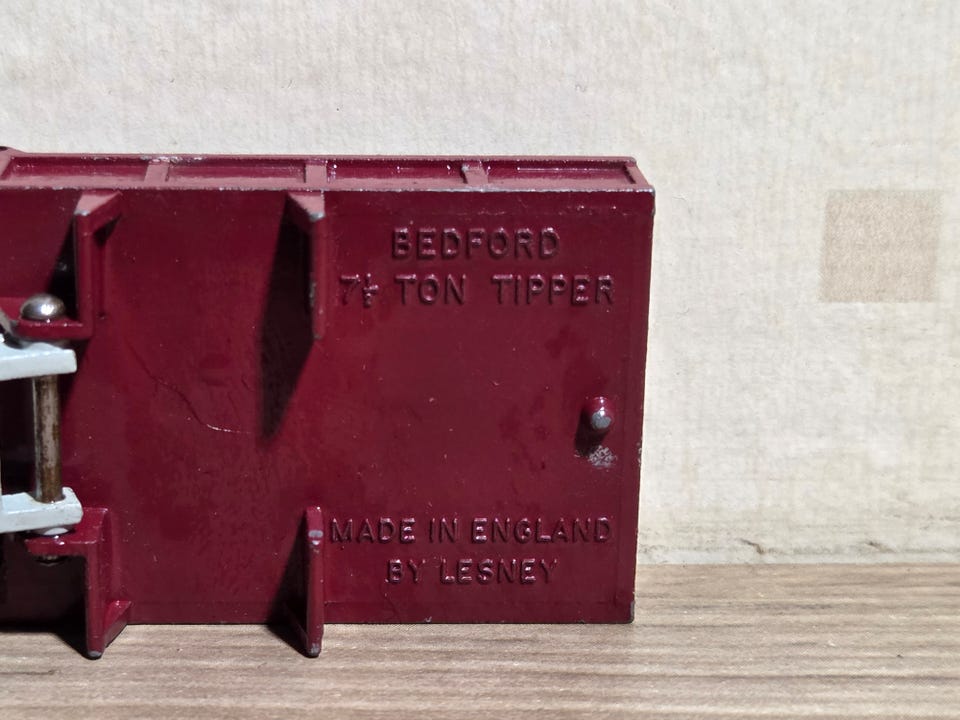 BEDFORD
7½ TON TIPPER
MADE IN ENGLAND
BY LESNEY